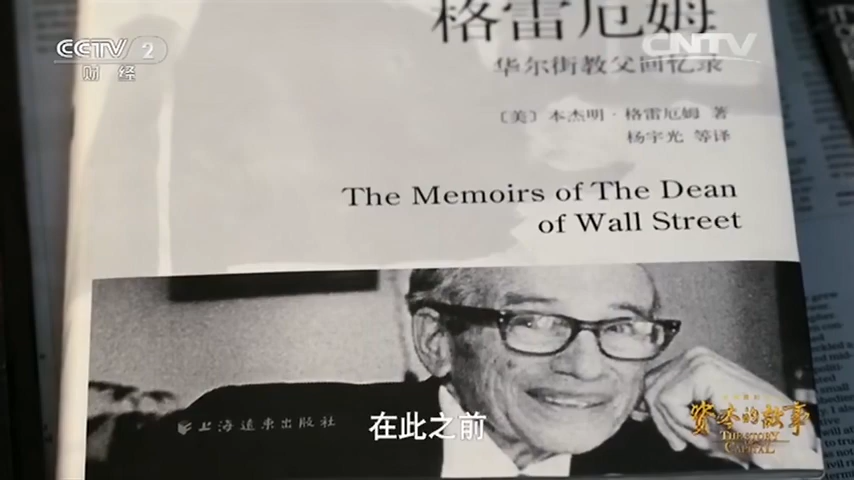 CCTV 2
财经
CNTV
格雷厄姆
华尔街教父回忆录
〔美〕本杰明·格雷厄姆 著
杨宇光 等译
The Memoirs of The Dean
of Wall Street
上海远东出版社
在此之前
资本的故事
THE STORY
CAPITAL